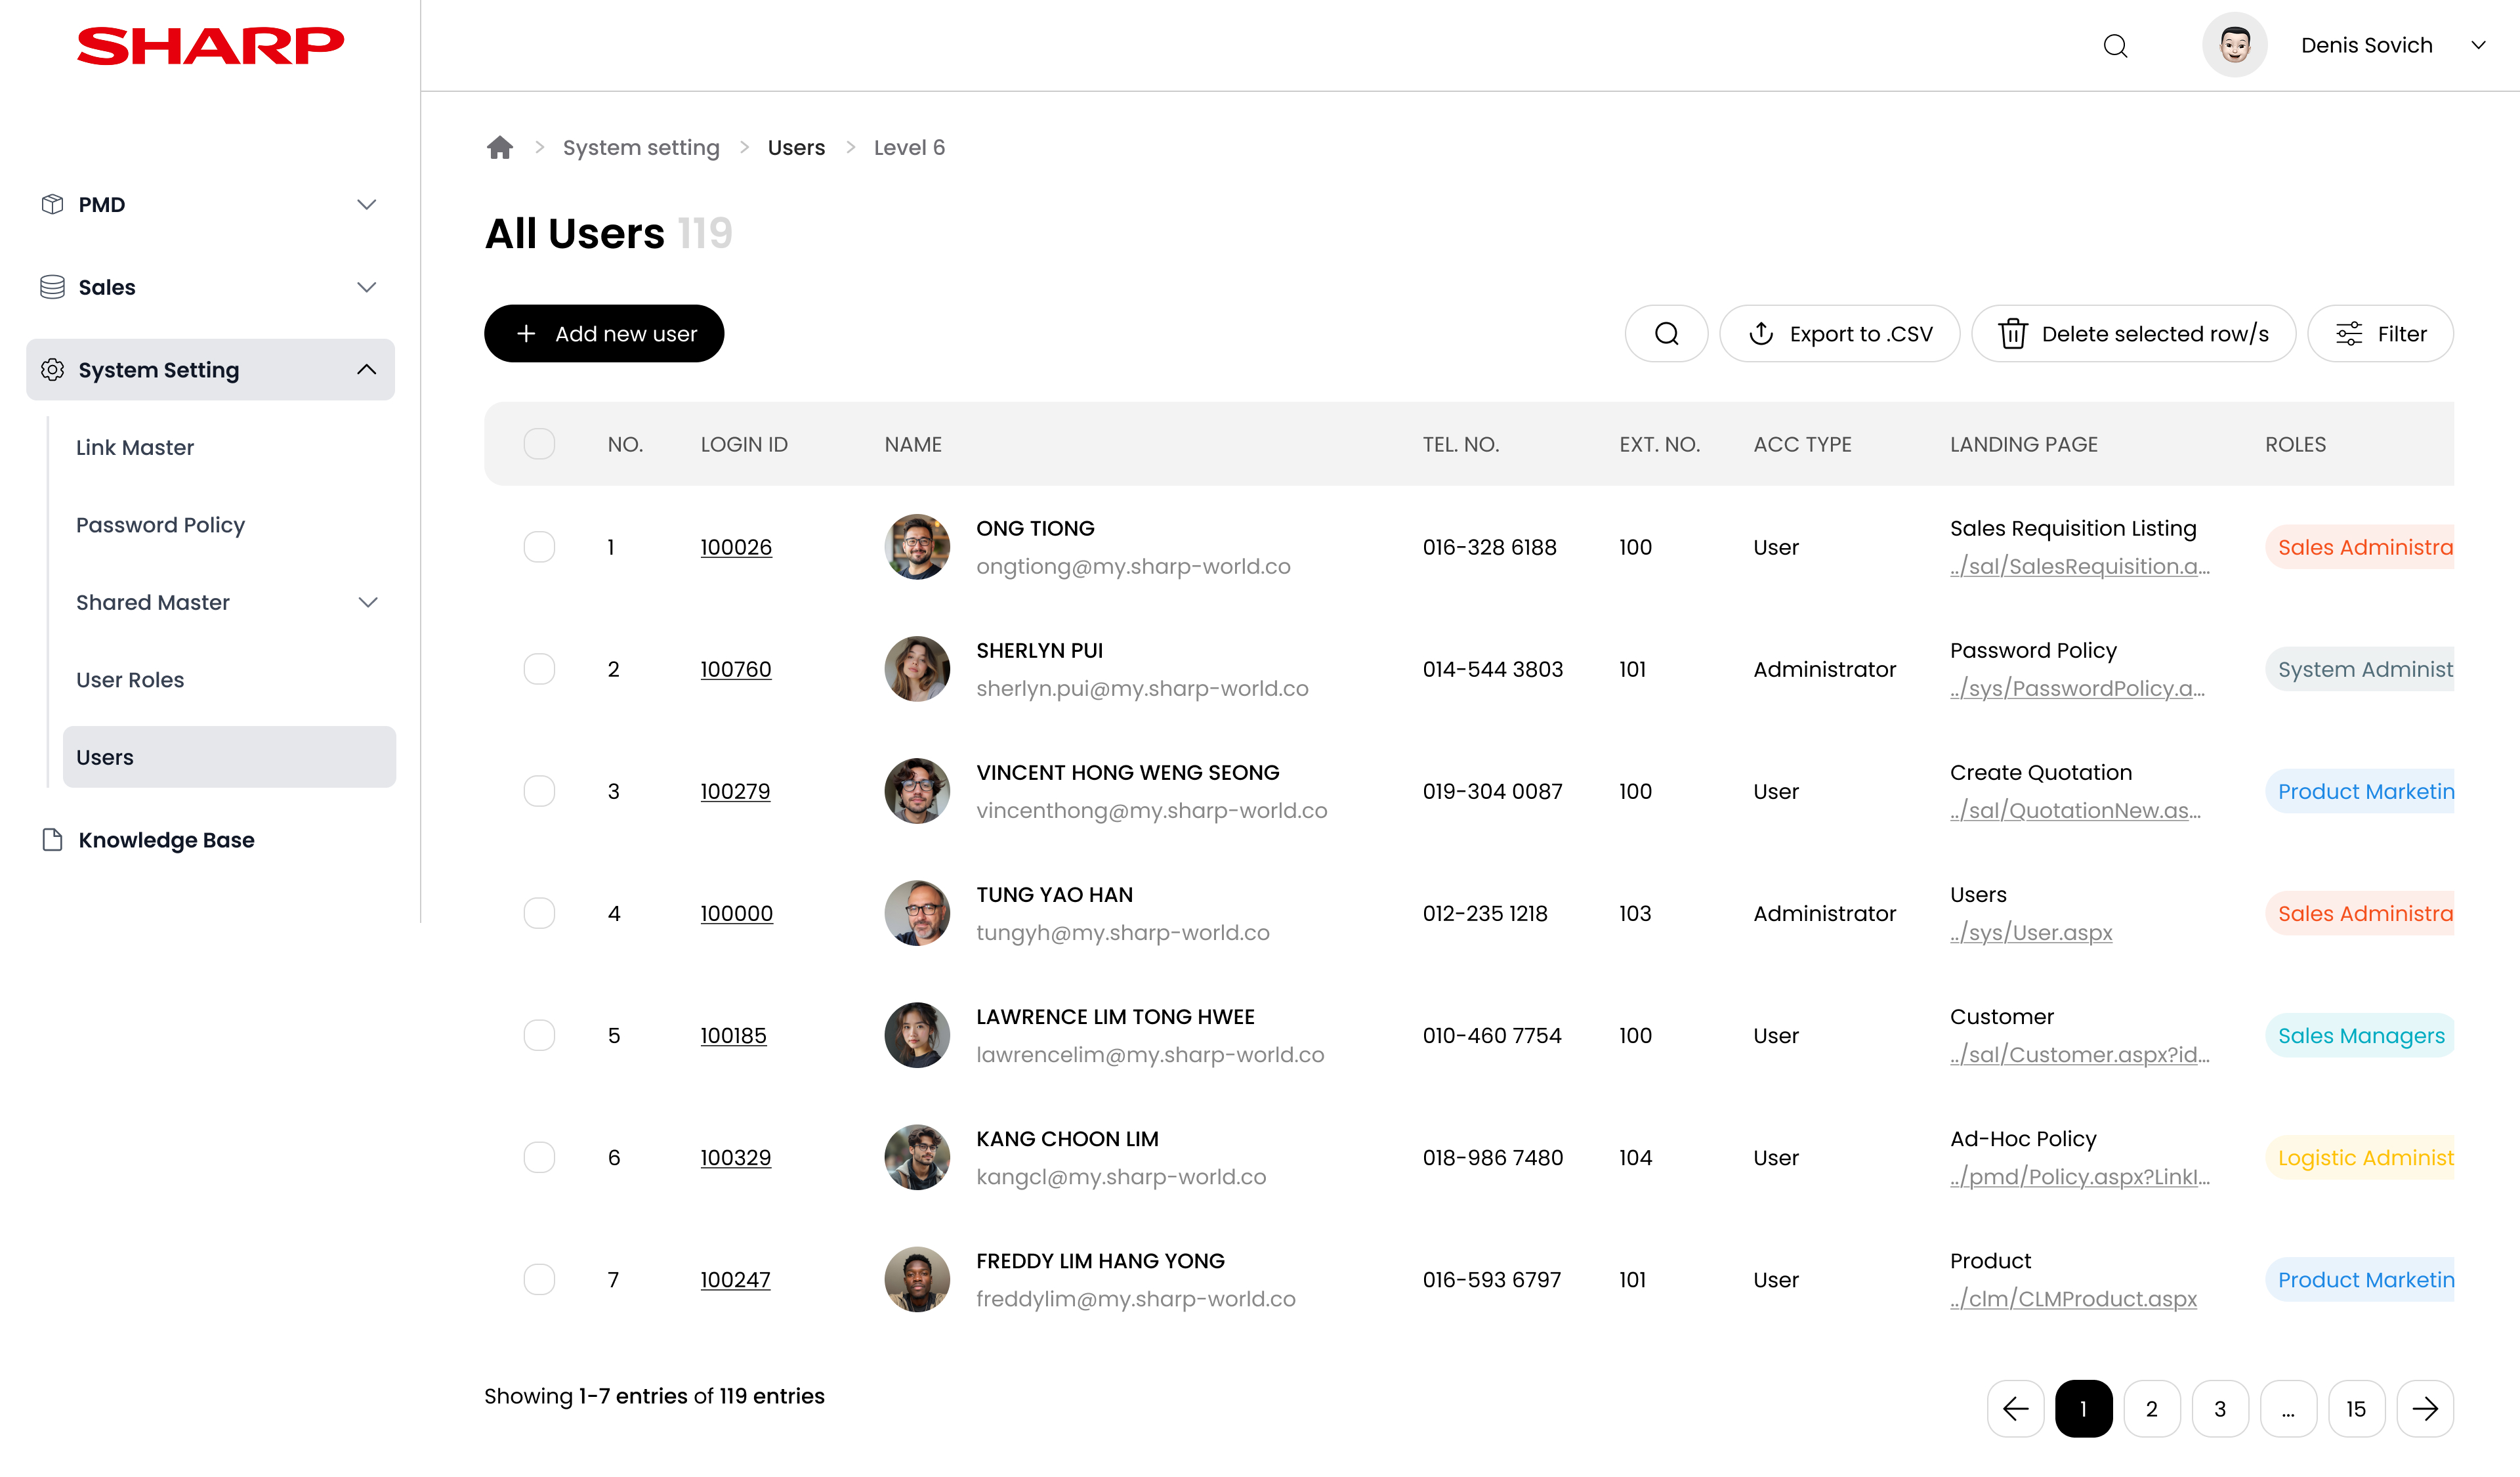 SHARP
Denis Sovich
PMD
Sales
System Setting
Link Master
Password Policy
Shared Master
User Roles
Users
Knowledge Base
System setting > Users > Level 6
All Users 119
+ Add new user
Export to .CSV
Delete selected row/s
Filter
NO. LOGIN ID NAME TEL. NO. EXT. NO. ACC TYPE LANDING PAGE ROLES
1 100026 ONG TIONG 016-328 6188 100 User Sales Requisition Listing Sales Administra
ongtiong@my.sharp-world.co ../sal/SalesRequisition.a...
2 100760 SHERLYN PUI 014-544 3803 101 Administrator Password Policy System Administ
sherlyn.pui@my.sharp-world.co ../sys/PasswordPolicy.a...
3 100279 VINCENT HONG WENG SEONG 019-304 0087 100 User Create Quotation Product Marketin
vincenthong@my.sharp-world.co ../sal/QuotationNew.as...
4 100000 TUNG YAO HAN 012-235 1218 103 Administrator Users Sales Administra
tungyh@my.sharp-world.co ../sys/User.aspx
5 100185 LAWRENCE LIM TONG HWEE 010-460 7754 100 User Customer Sales Managers
lawrencelim@my.sharp-world.co ../sal/Customer.aspx?id...
6 100329 KANG CHOON LIM 018-986 7480 104 User Ad-Hoc Policy Logistic Administ
kangcl@my.sharp-world.co ../pmd/Policy.aspx?LinkI...
7 100247 FREDDY LIM HANG YONG 016-593 6797 101 User Product Product Marketin
freddylim@my.sharp-world.co ../clm/CLMProduct.aspx
Showing 1-7 entries of 119 entries
1 2 3 ... 15